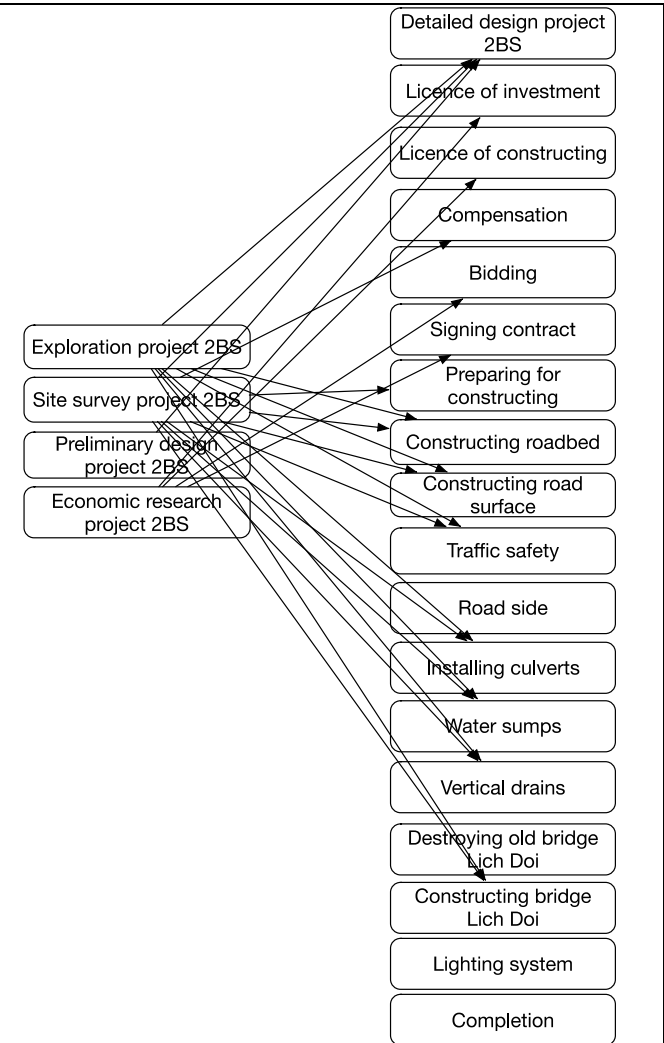 Detailed design project
2BS
Licence of investment
Licence of constructing
Compensation
Bidding
Signing contract
Preparing for
constructing
Constructing roadbed
Constructing road
surface
Traffic safety
Road side
Installing culverts
Water sumps
Vertical drains
Destroying old bridge
Lich Doi
Constructing bridge
Lich Doi
Lighting system
Completion
Exploration project 2BS
Site survey project 2BS
Preliminary design
project 2BS
Economic research
project 2BS